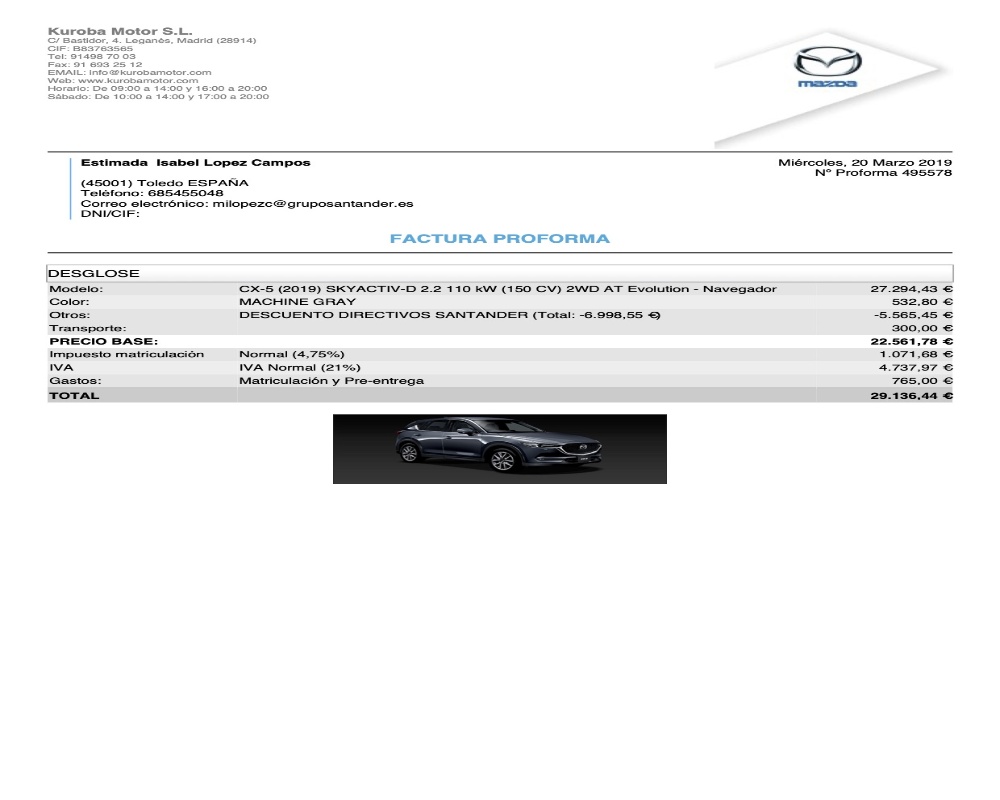 Kuroba Motor S.L.
C/ Bastidor, 4. Leganés, Madrid (28914)
CIF: B83763565
Tel: 91498 70 03
Fax: 91 693 25 12
EMAIL: info@kurobamotor.com
Web: www.kurobamotor.com
Horario: De 09:00 a 14:00 y 16:00 a 20:00
Sábado: De 10:00 a 14:00 y 17:00 a 20:00
mazda
Estimada Isabel Lopez Campos
Miércoles, 20 Marzo 2019
Nº Proforma 495578
(45001) Toledo ESPAÑA
Teléfono: 685455048
Correo electrónico: milopezc@gruposantander.es
DNI/CIF:
FACTURA PROFORMA
DESGLOSE
Modelo: CX-5 (2019) SKYACTIV-D 2.2 110 kW (150 CV) 2WD AT Evolution - Navegador 27.294,43 €
Color: MACHINE GRAY 532,80 €
Otros: DESCUENTO DIRECTIVOS SANTANDER (Total: -6.998,55 €) -5.565,45 €
Transporte: 300,00 €
PRECIO BASE: 22.561,78 €
Impuesto matriculación Normal (4,75%) 1.071,68 €
IVA IVA Normal (21%) 4.737,97 €
Gastos: Matriculación y Pre-entrega 765,00 €
TOTAL 29.136,44 €